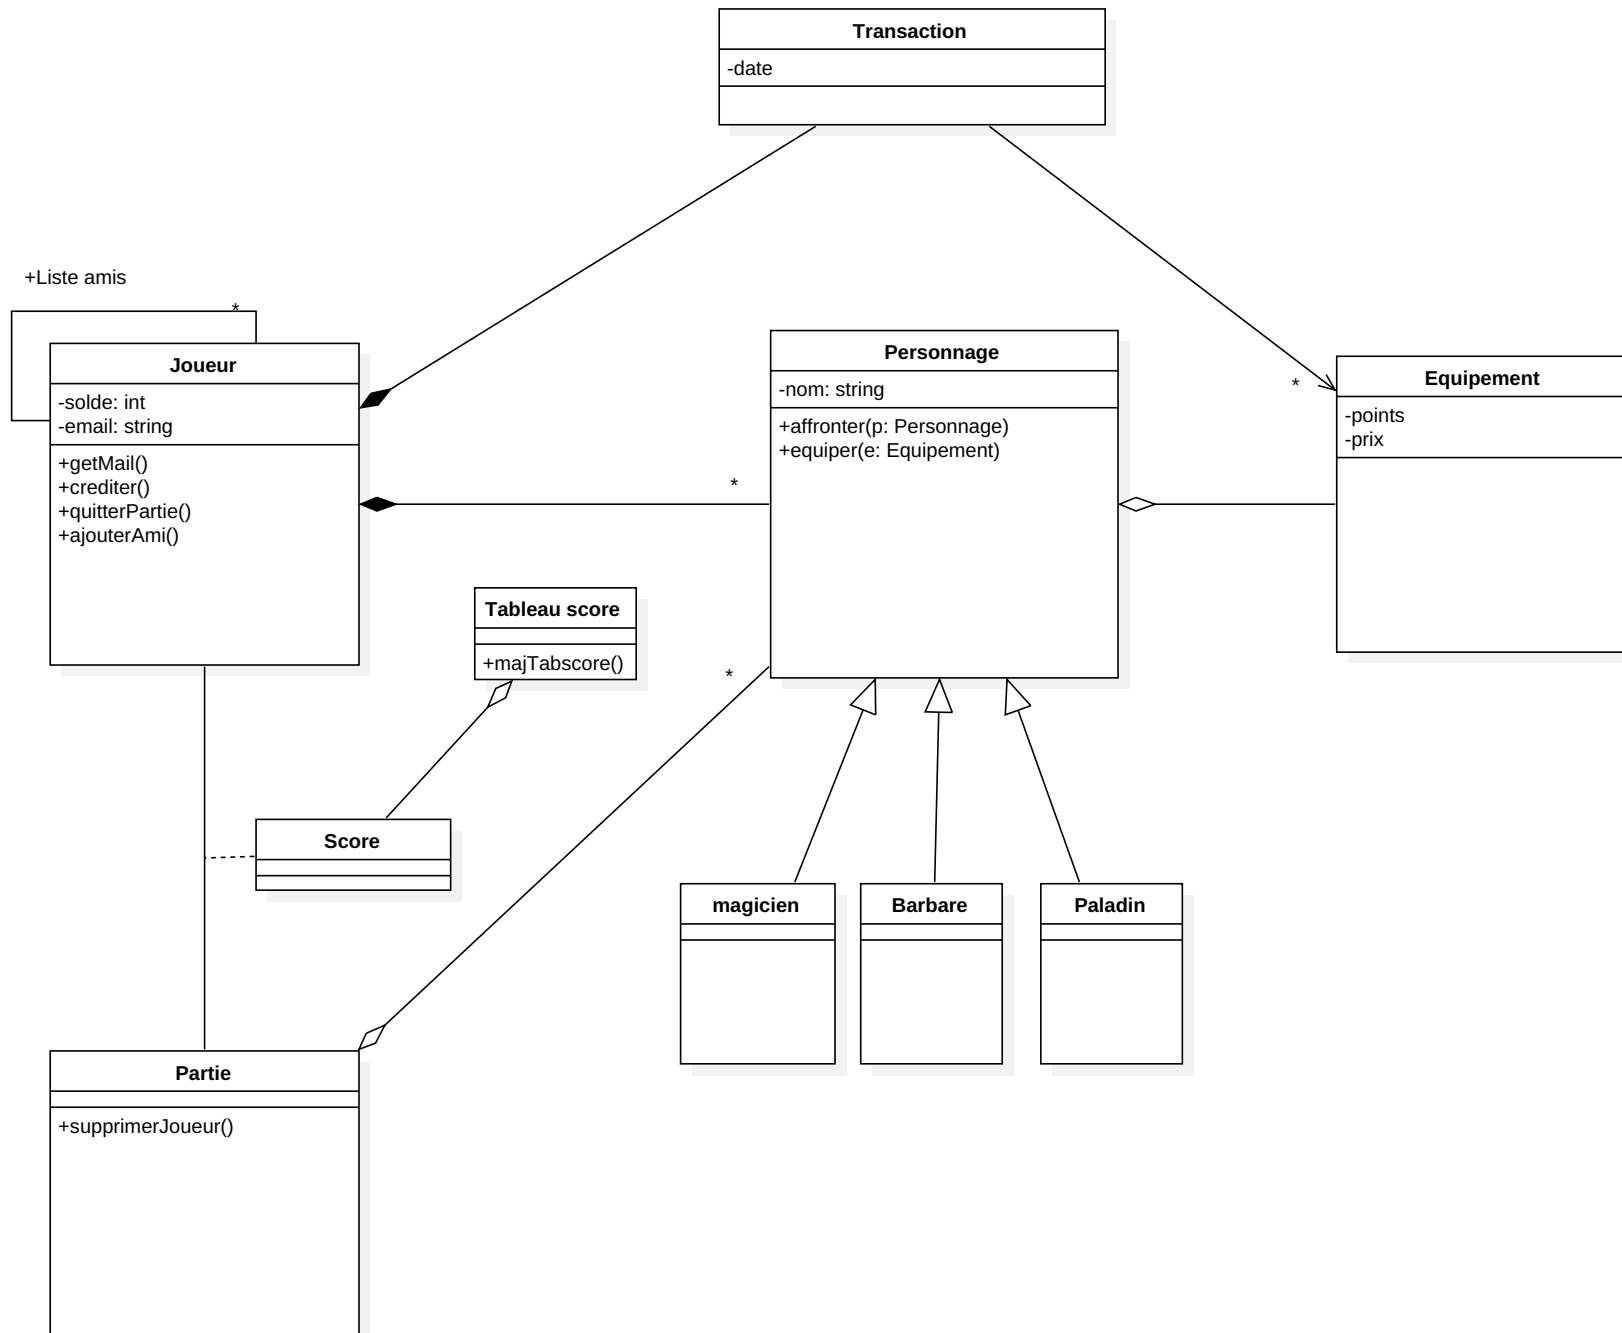 Transaction
-date
+Liste amis
*
Joueur
-solde: int
-email: string
+getMail()
+crediter()
+quitterPartie()
+ajouterAmi()
*
Personnage
-nom: string
+affronter(p: Personnage)
+equiper(e: Equipement)
*
Equipement
-points
-prix
Tableau score
+majTabscore()
*
Score
magicien
Barbare
Paladin
Partie
+supprimerJoueur()